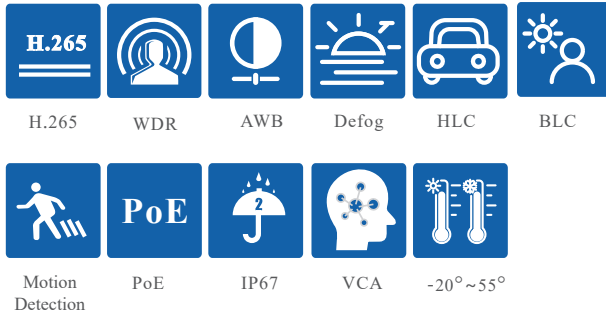 H.265
H.265
WDR
AWB
Defog
HLC
BLC
PoE
2
Motion
Detection
PoE
IP67
VCA
-20°~55°